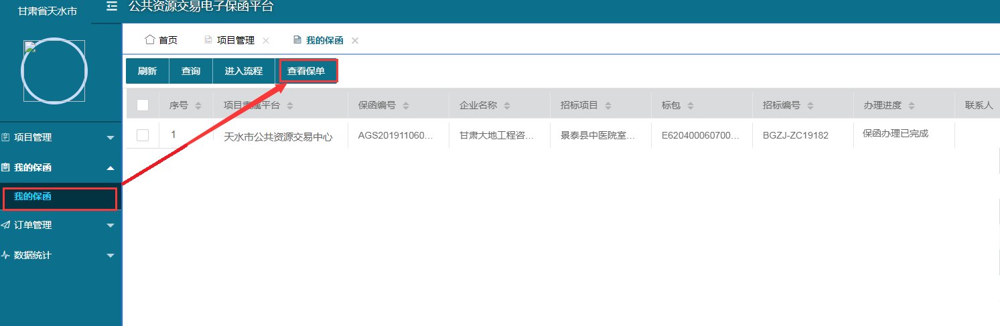 甘肃省天水市
公共资源交易电子保函平台
首页 项目管理 我的保函
刷新 查询 进入流程 查看保单
序号 项目隶属平台 保函编号 企业名称 招标项目 标包 招标编号 办理进度 联系人
1 天水市公共资源交易中心 AGS201911060... 甘肃大地工程咨... 景泰县中医院室... E620400060700... BGZJ-ZC19182 保函办理已完成
项目管理
我的保函
我的保函
订单管理
数据统计